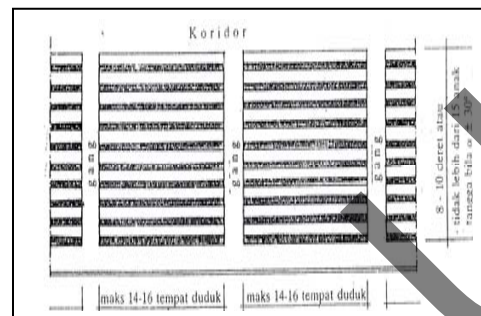 Koridor
gang
gang
gang
8 - 10 deret atau
- tidak lebih dari 15 anak
tangga bila α ± 30°
maks 14-16 tempat duduk
maks 14-16 tempat duduk